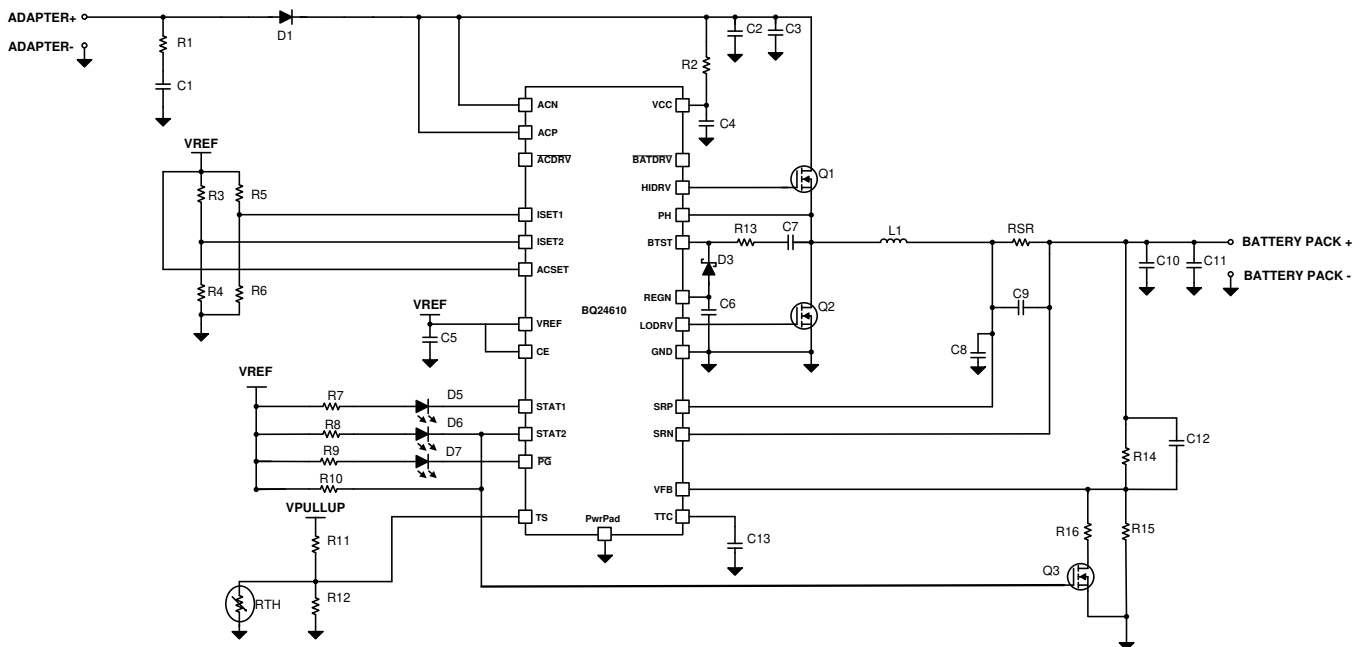 ADAPTER+
D1
C2
C3
ADAPTER-
R1
R2
C1
ACN
VCC
C4
ACP
VREF
ACDRV
BATDRV
Q1
R3
R5
HIDRV
ISET1
PH
C7
ISET2
BTST
R13
L1
RSR
BATTERY PACK +
D3
C10
C11
ACSET
BATTERY PACK -
R4
R6
REGN
C9
VREF
BQ24610
C6
Q2
VREF
LODRV
C5
CE
GND
C8
VREF
R7
D5
STAT1
SRP
R8
D6
STAT2
SRN
C12
R9
D7
PG
R14
R10
VFB
VPULLUP
TS
PwrPad
TTC
R11
C13
R16
R15
Q3
RTH
R12